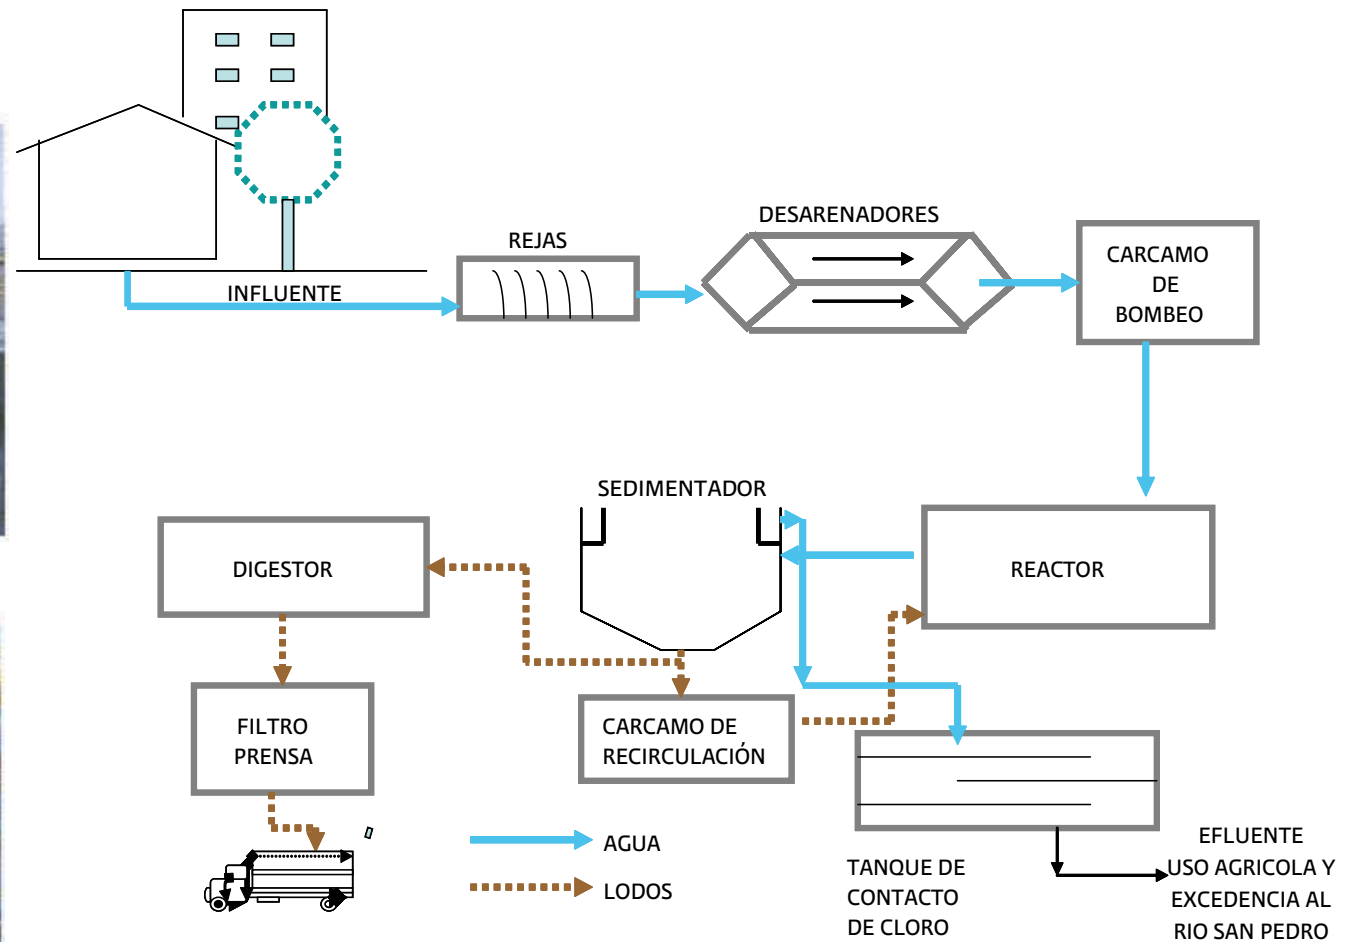 DESARENADORES
REJAS
INFLUENTE
CARCAMO
DE
BOMBEO
SEDIMENTADOR
DIGESTOR
REACTOR
FILTRO
PRENSA
CARCAMO DE
RECIRCULACIÓN
AGUA
LODOS
TANQUE DE
CONTACTO
DE CLORO
EFLUENTE
USO AGRICOLA Y
EXCEDENCIA AL
RIO SAN PEDRO